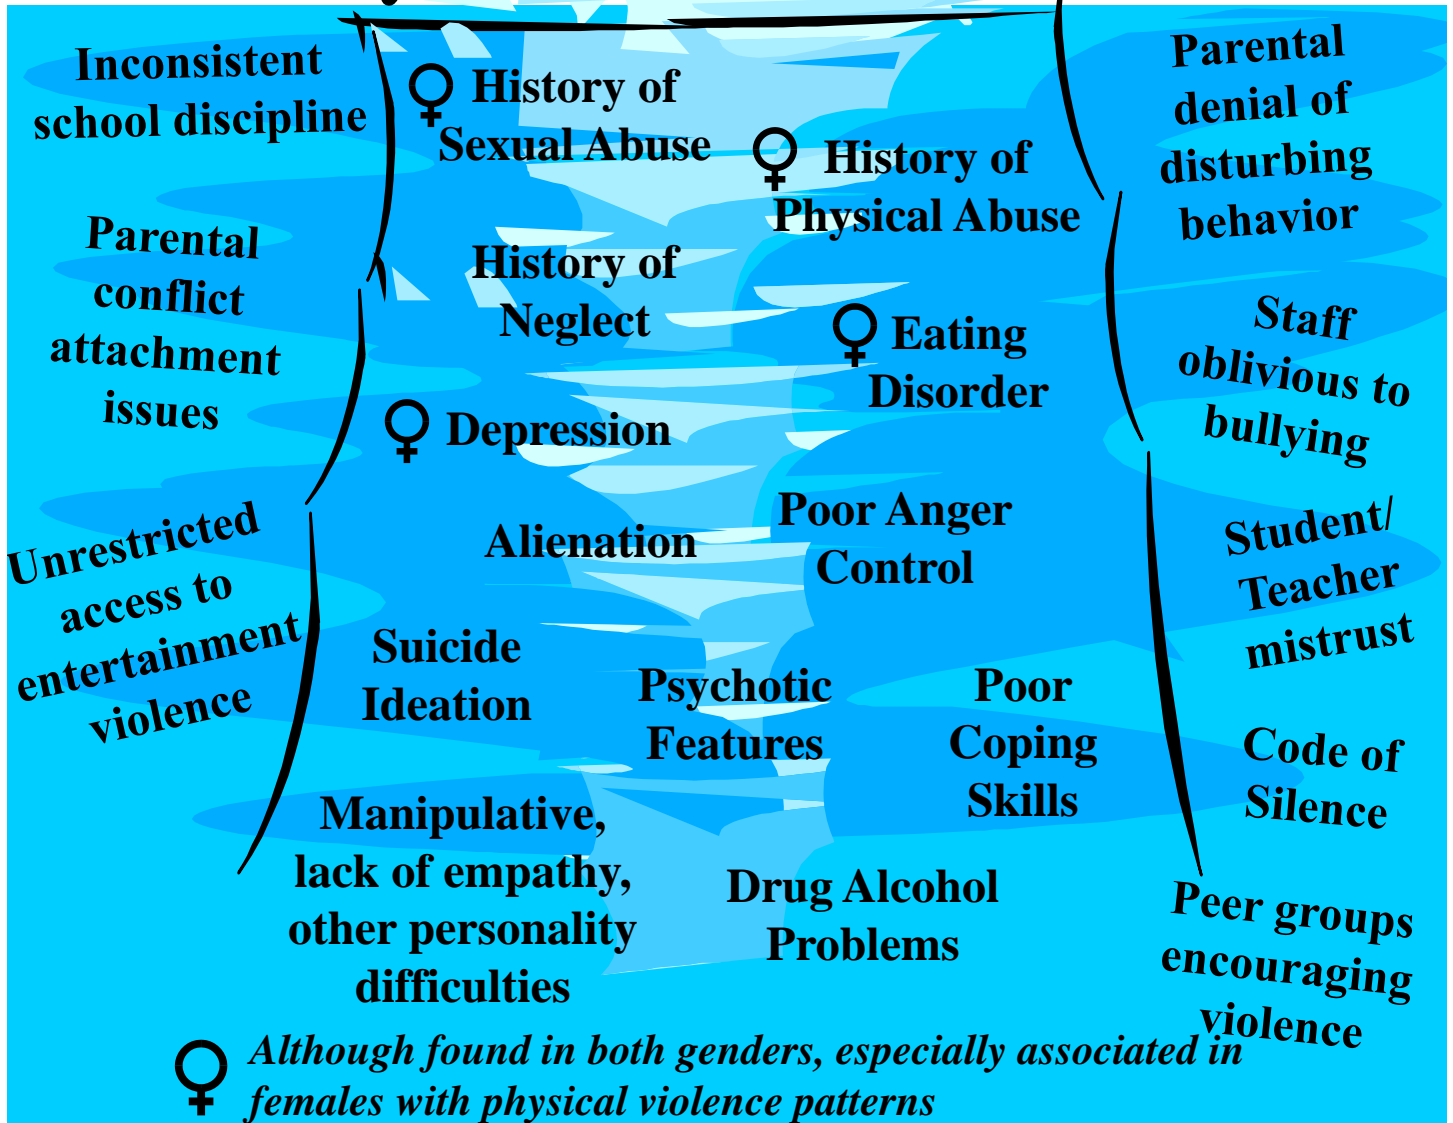 Inconsistent
school discipline
Parental
conflict
attachment
issues
Unrestricted
access to
entertainment
violence
♀ History of
Sexual Abuse
♀ History of
Physical Abuse
History of
Neglect
♀ Eating
Disorder
♀ Depression
Alienation
Poor Anger
Control
Suicide
Ideation
Psychotic
Features
Poor
Coping
Skills
Manipulative,
lack of empathy,
other personality
difficulties
Drug Alcohol
Problems
Parental
denial of
disturbing
behavior
Staff
oblivious to
bullying
Student/
Teacher
mistrust
Code of
Silence
Peer groups
encouraging
violence
♀ Although found in both genders, especially associated in
females with physical violence patterns